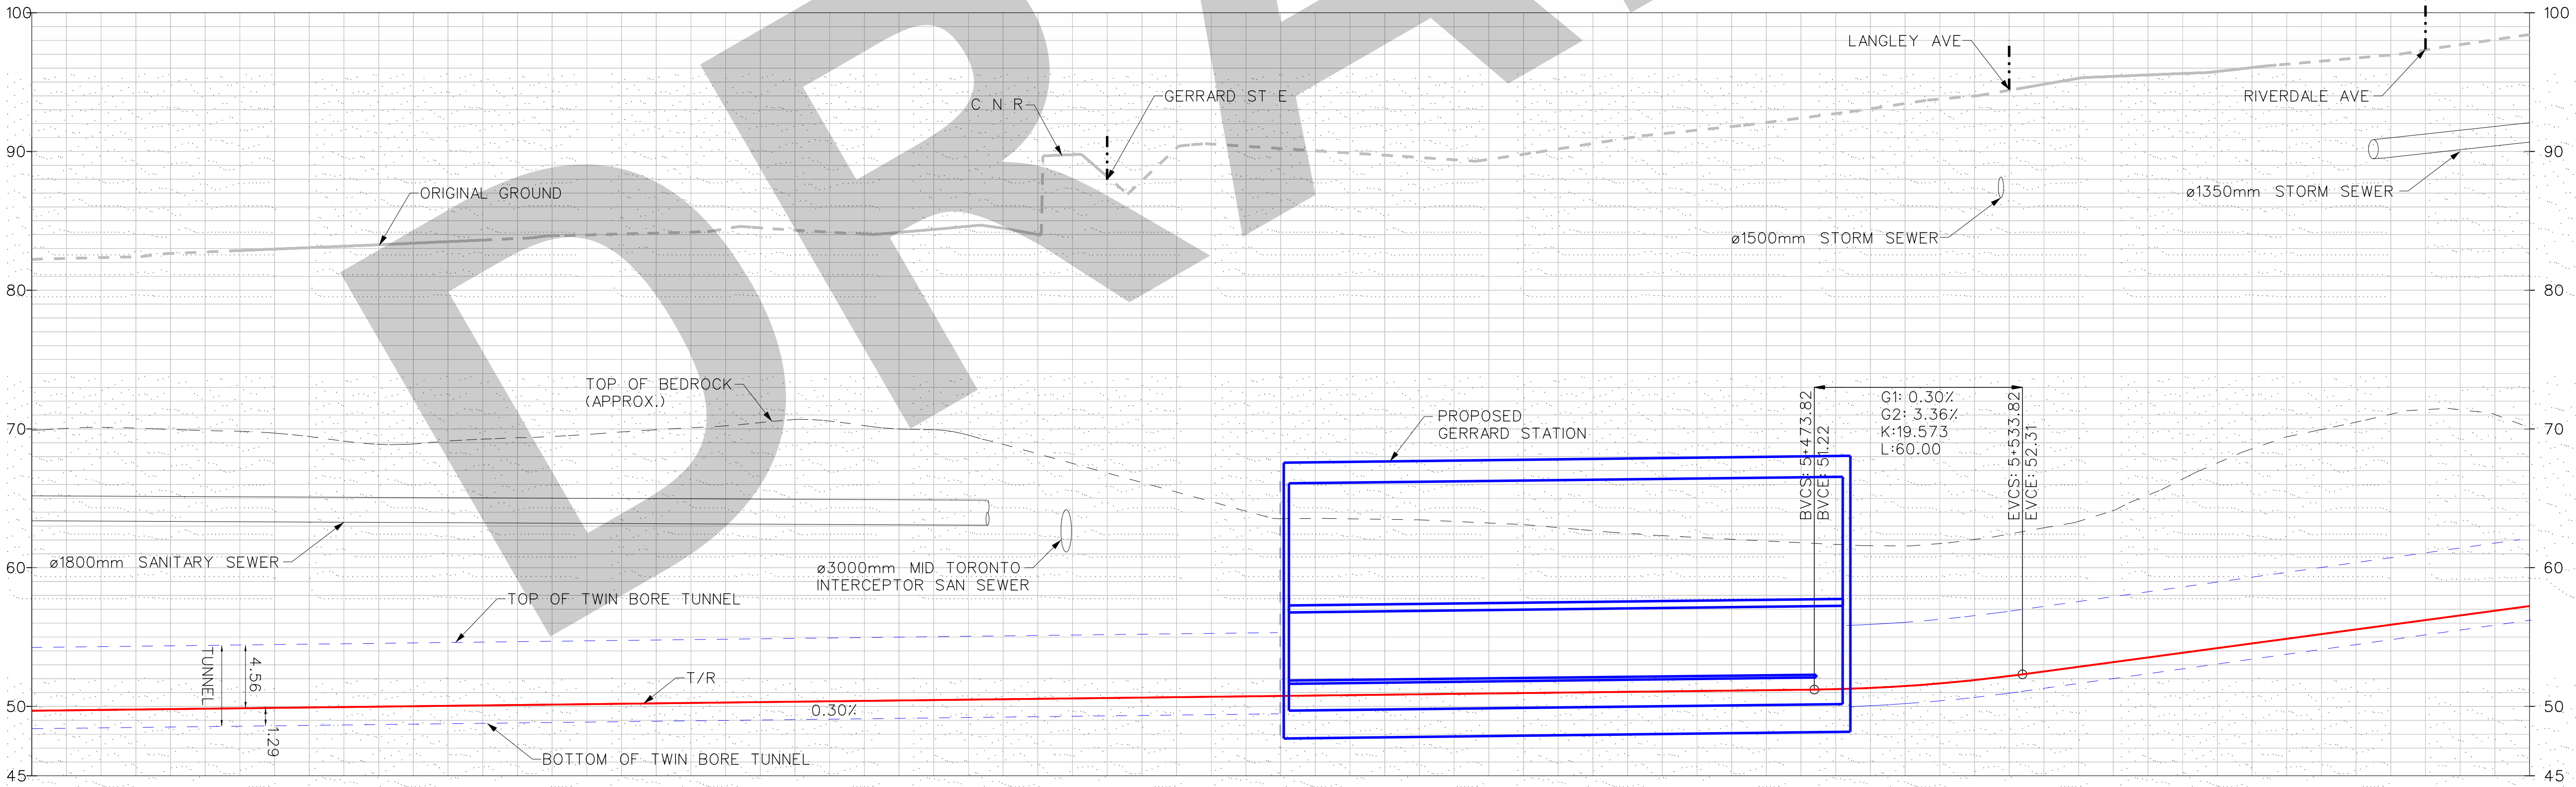 DRA
100
90
80
70
60
50
45
100
90
80
70
60
50
45
ORIGINAL GROUND
C N R
GERRARD ST E
LANGLEY AVE
RIVERDALE AVE
ø1350mm STORM SEWER
ø1500mm STORM SEWER
TOP OF BEDROCK
(APPROX.)
PROPOSED
GERRARD STATION
BVCS: 5+473.82
BVCE: 51.22
G1: 0.30%
G2: 3.36%
K:19.573
L:60.00
EVCS: 5+533.82
EVCE: 52.31
ø1800mm SANITARY SEWER
ø3000mm MID TORONTO
INTERCEPTOR SAN SEWER
TOP OF TWIN BORE TUNNEL
TUNNEL
4.56
1.29
T/R
0.30%
BOTTOM OF TWIN BORE TUNNEL